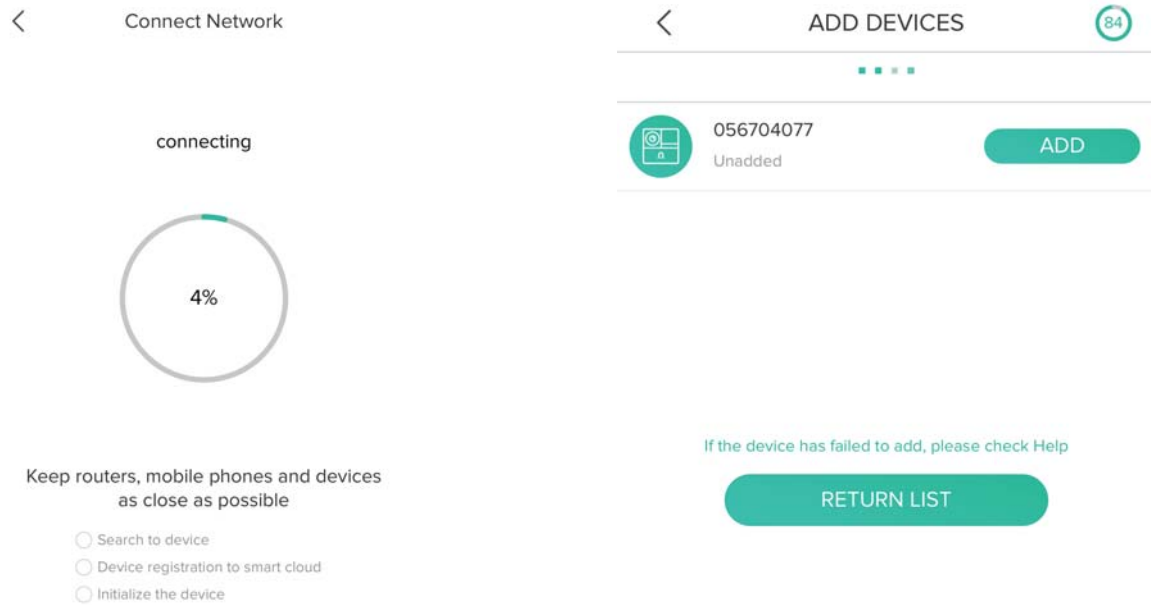 Connect Network
connecting
4%
Keep routers, mobile phones and devices
as close as possible
Search to device
Device registration to smart cloud
Initialize the device
ADD DEVICES
84
056704077
Unadded
ADD
If the device has failed to add, please check Help
RETURN LIST